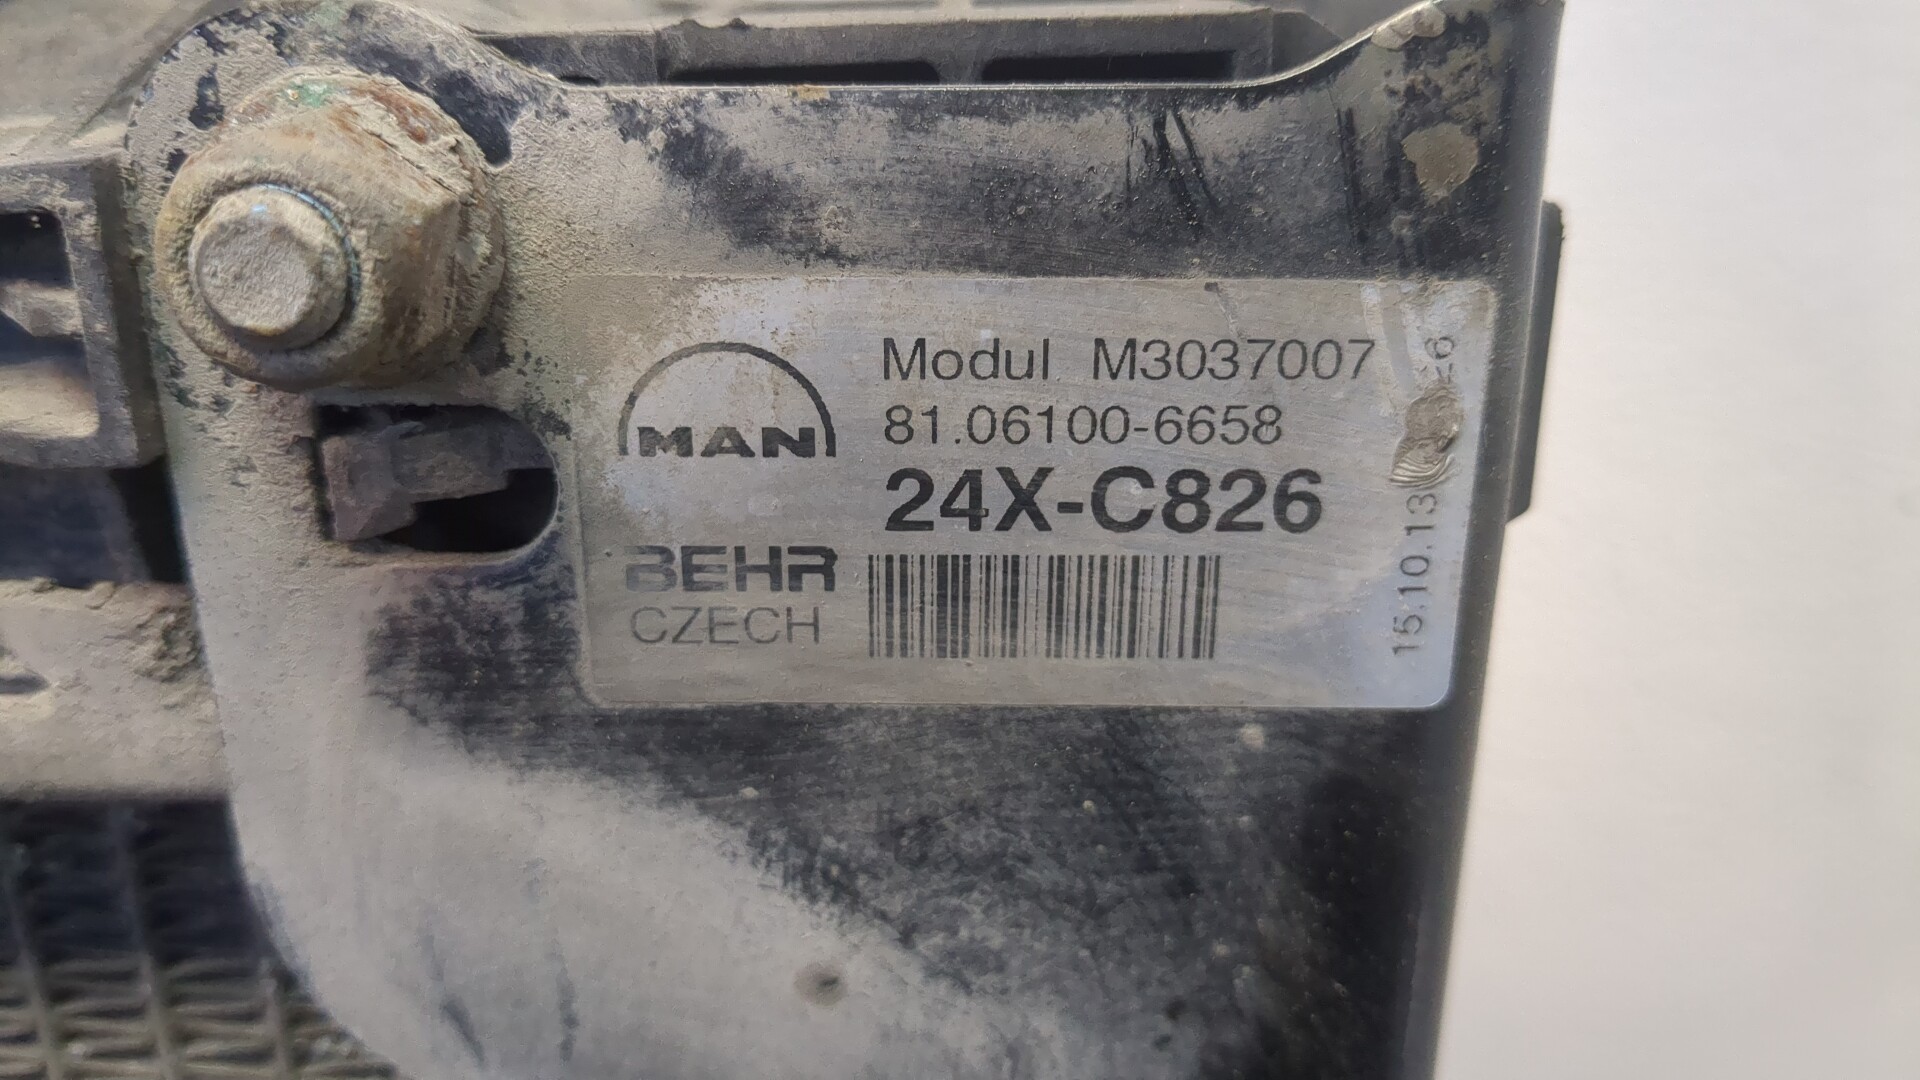 MAN
Modul M3037007
81.06100-6658
24X-C826
BEHR
CZECH
15.10.13